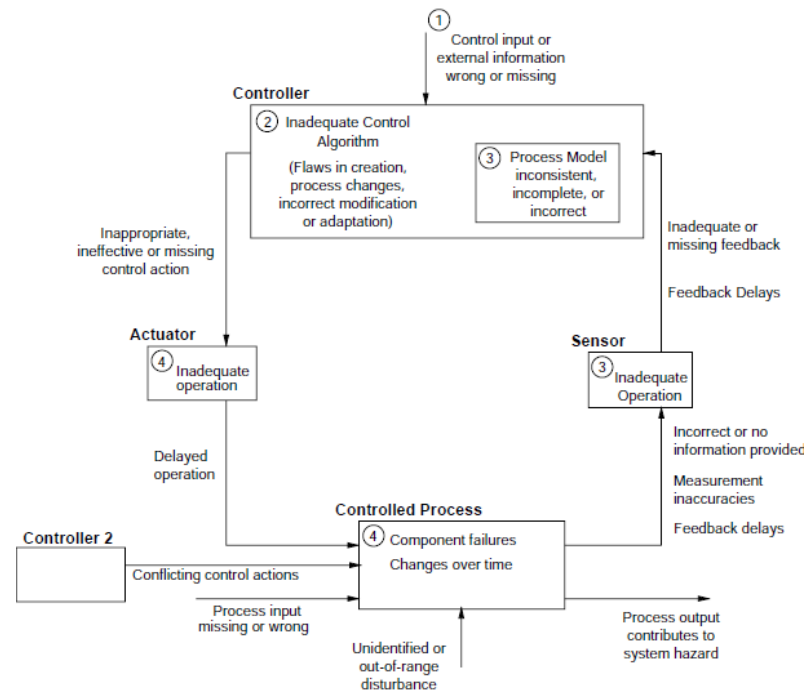 1
Control input or
external information
wrong or missing
Controller
2
Inadequate Control
Algorithm
(Flaws in creation,
process changes,
incorrect modification
or adaptation)
3
Process Model
inconsistent,
incomplete, or
incorrect
Inappropriate,
ineffective or missing
control action
Inadequate or
missing feedback
Feedback Delays
Actuator
4
Inadequate
operation
Sensor
3
Inadequate
Operation
Delayed
operation
Incorrect or no
information provided
Measurement
inaccuracies
Feedback delays
Controlled Process
4
Component failures
Changes over time
Controller 2
Conflicting control actions
Process input
missing or wrong
Unidentified or
out-of-range
disturbance
Process output
contributes to
system hazard